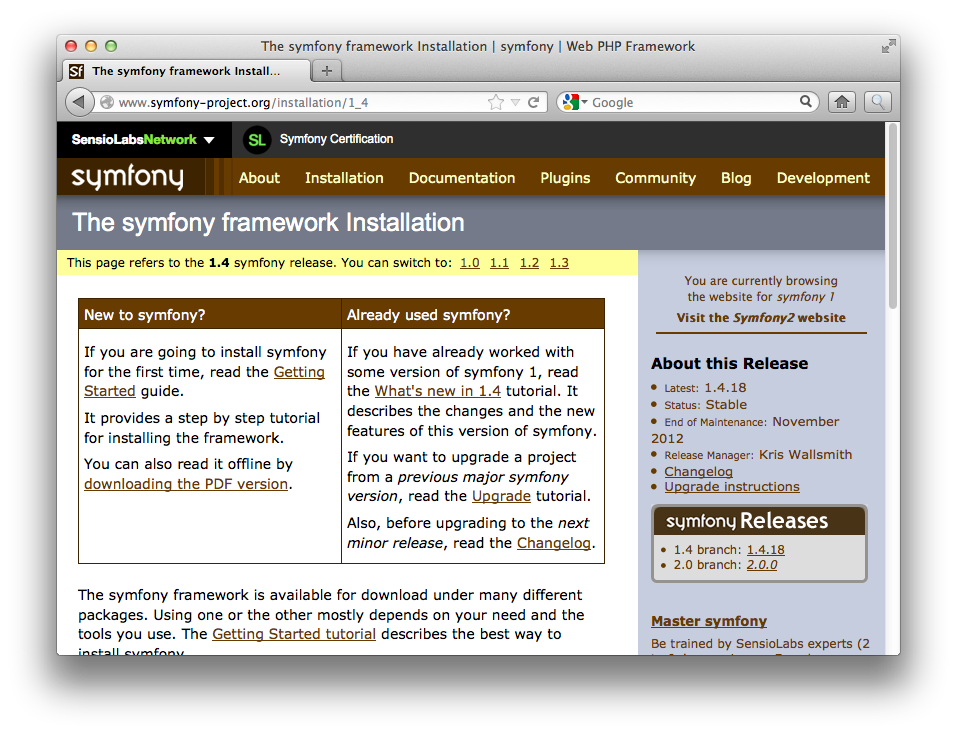 The symfony framework Installation | symfony | Web PHP Framework
Sf The symfony framework Install...
www.symfony-project.org/installation/1_4
Google
SensioLabsNetwork
SL Symfony Certification
symfony
About Installation Documentation Plugins Community Blog Development
The symfony framework Installation
This page refers to the 1.4 symfony release. You can switch to: 1.0 1.1 1.2 1.3
New to symfony?
If you are going to install symfony
for the first time, read the Getting
Started guide.
It provides a step by step tutorial
for installing the framework.
You can also read it offline by
downloading the PDF version.
Already used symfony?
If you have already worked with
some version of symfony 1, read
the What's new in 1.4 tutorial. It
describes the changes and the new
features of this version of symfony.
If you want to upgrade a project
from a previous major symfony
version, read the Upgrade tutorial.
Also, before upgrading to the next
minor release, read the Changelog.
The symfony framework is available for download under many different
packages. Using one or the other mostly depends on your need and the
tools you use. The Getting Started tutorial describes the best way to
install symfony.
You are currently browsing
the website for symfony 1
Visit the Symfony2 website
About this Release
• Latest: 1.4.18
• Status: Stable
• End of Maintenance: November
2012
• Release Manager: Kris Wallsmith
• Changelog
• Upgrade instructions
symfony Releases
• 1.4 branch: 1.4.18
• 2.0 branch: 2.0.0
Master symfony
Be trained by SensioLabs experts (2